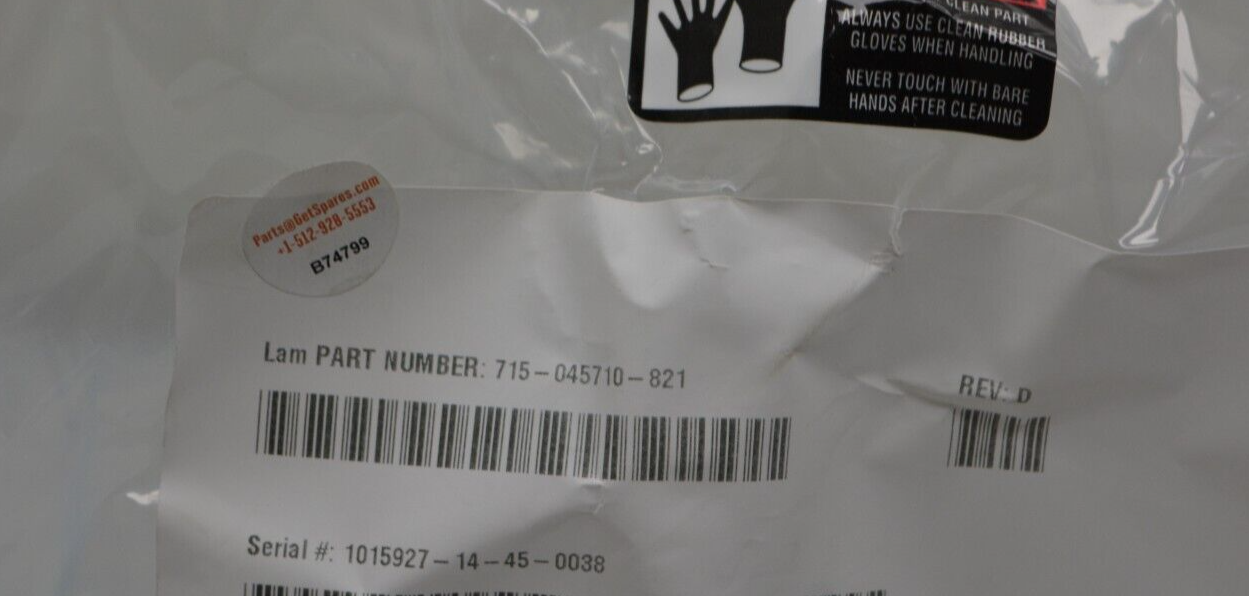 CLEAN PART
ALWAYS USE CLEAN RUBBER
GLOVES WHEN HANDLING
NEVER TOUCH WITH BARE
HANDS AFTER CLEANING
Parts@GetSpares.com
+1-512-928-5553
B74799
Lam PART NUMBER: 715-045710-821
REV: D
Serial #: 1015927-14-45-0038